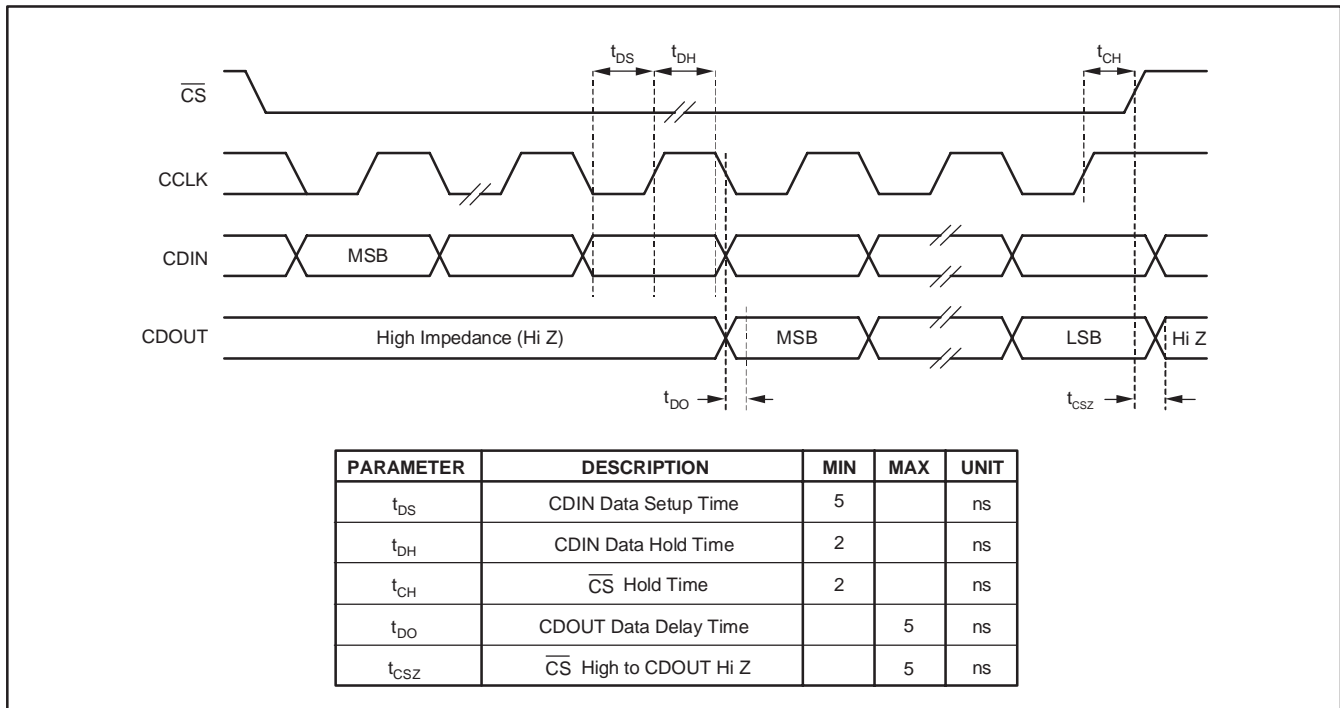 tDS tDH tCH
CS
CCLK
CDIN MSB
CDOUT High Impedance (Hi Z) MSB LSB Hi Z
tDO tCSZ
PARAMETER DESCRIPTION MIN MAX UNIT
tDS CDIN Data Setup Time 5 ns
tDH CDIN Data Hold Time 2 ns
tCH CS Hold Time 2 ns
tDO CDOUT Data Delay Time 5 ns
tCSZ CS High to CDOUT Hi Z 5 ns